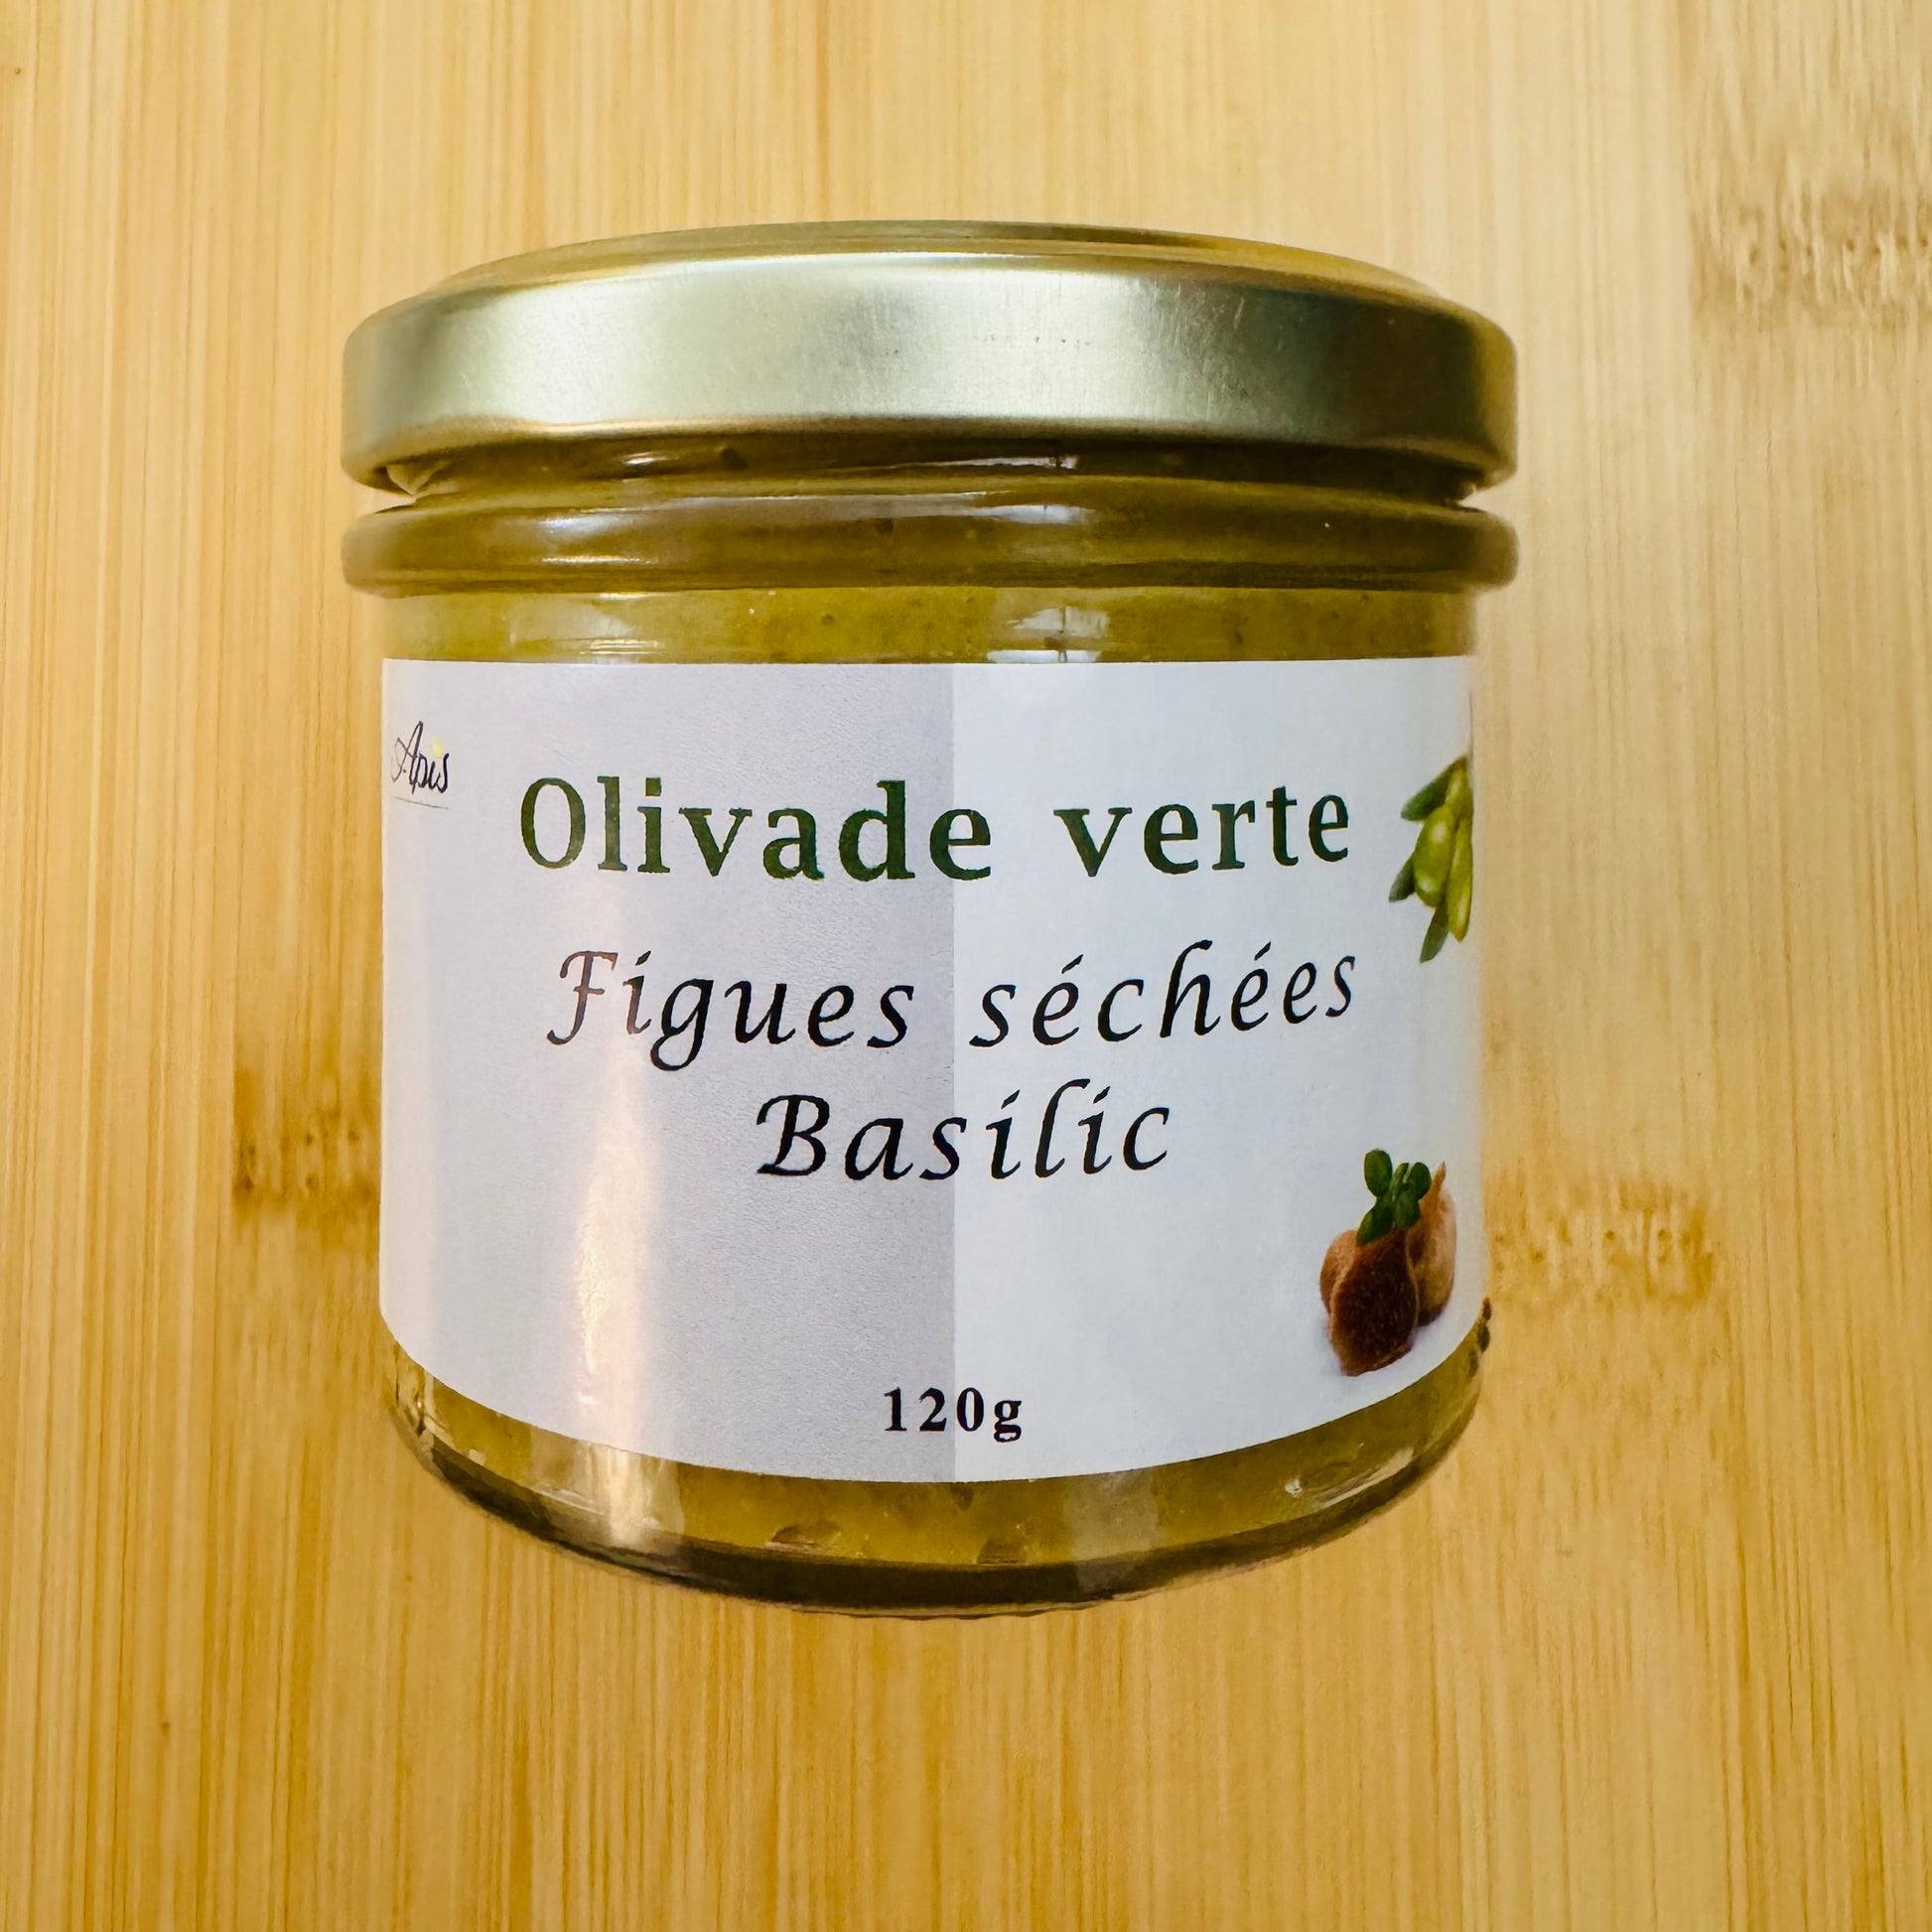 Apis
Olivade verte
Figues séchées
Basilic
120g